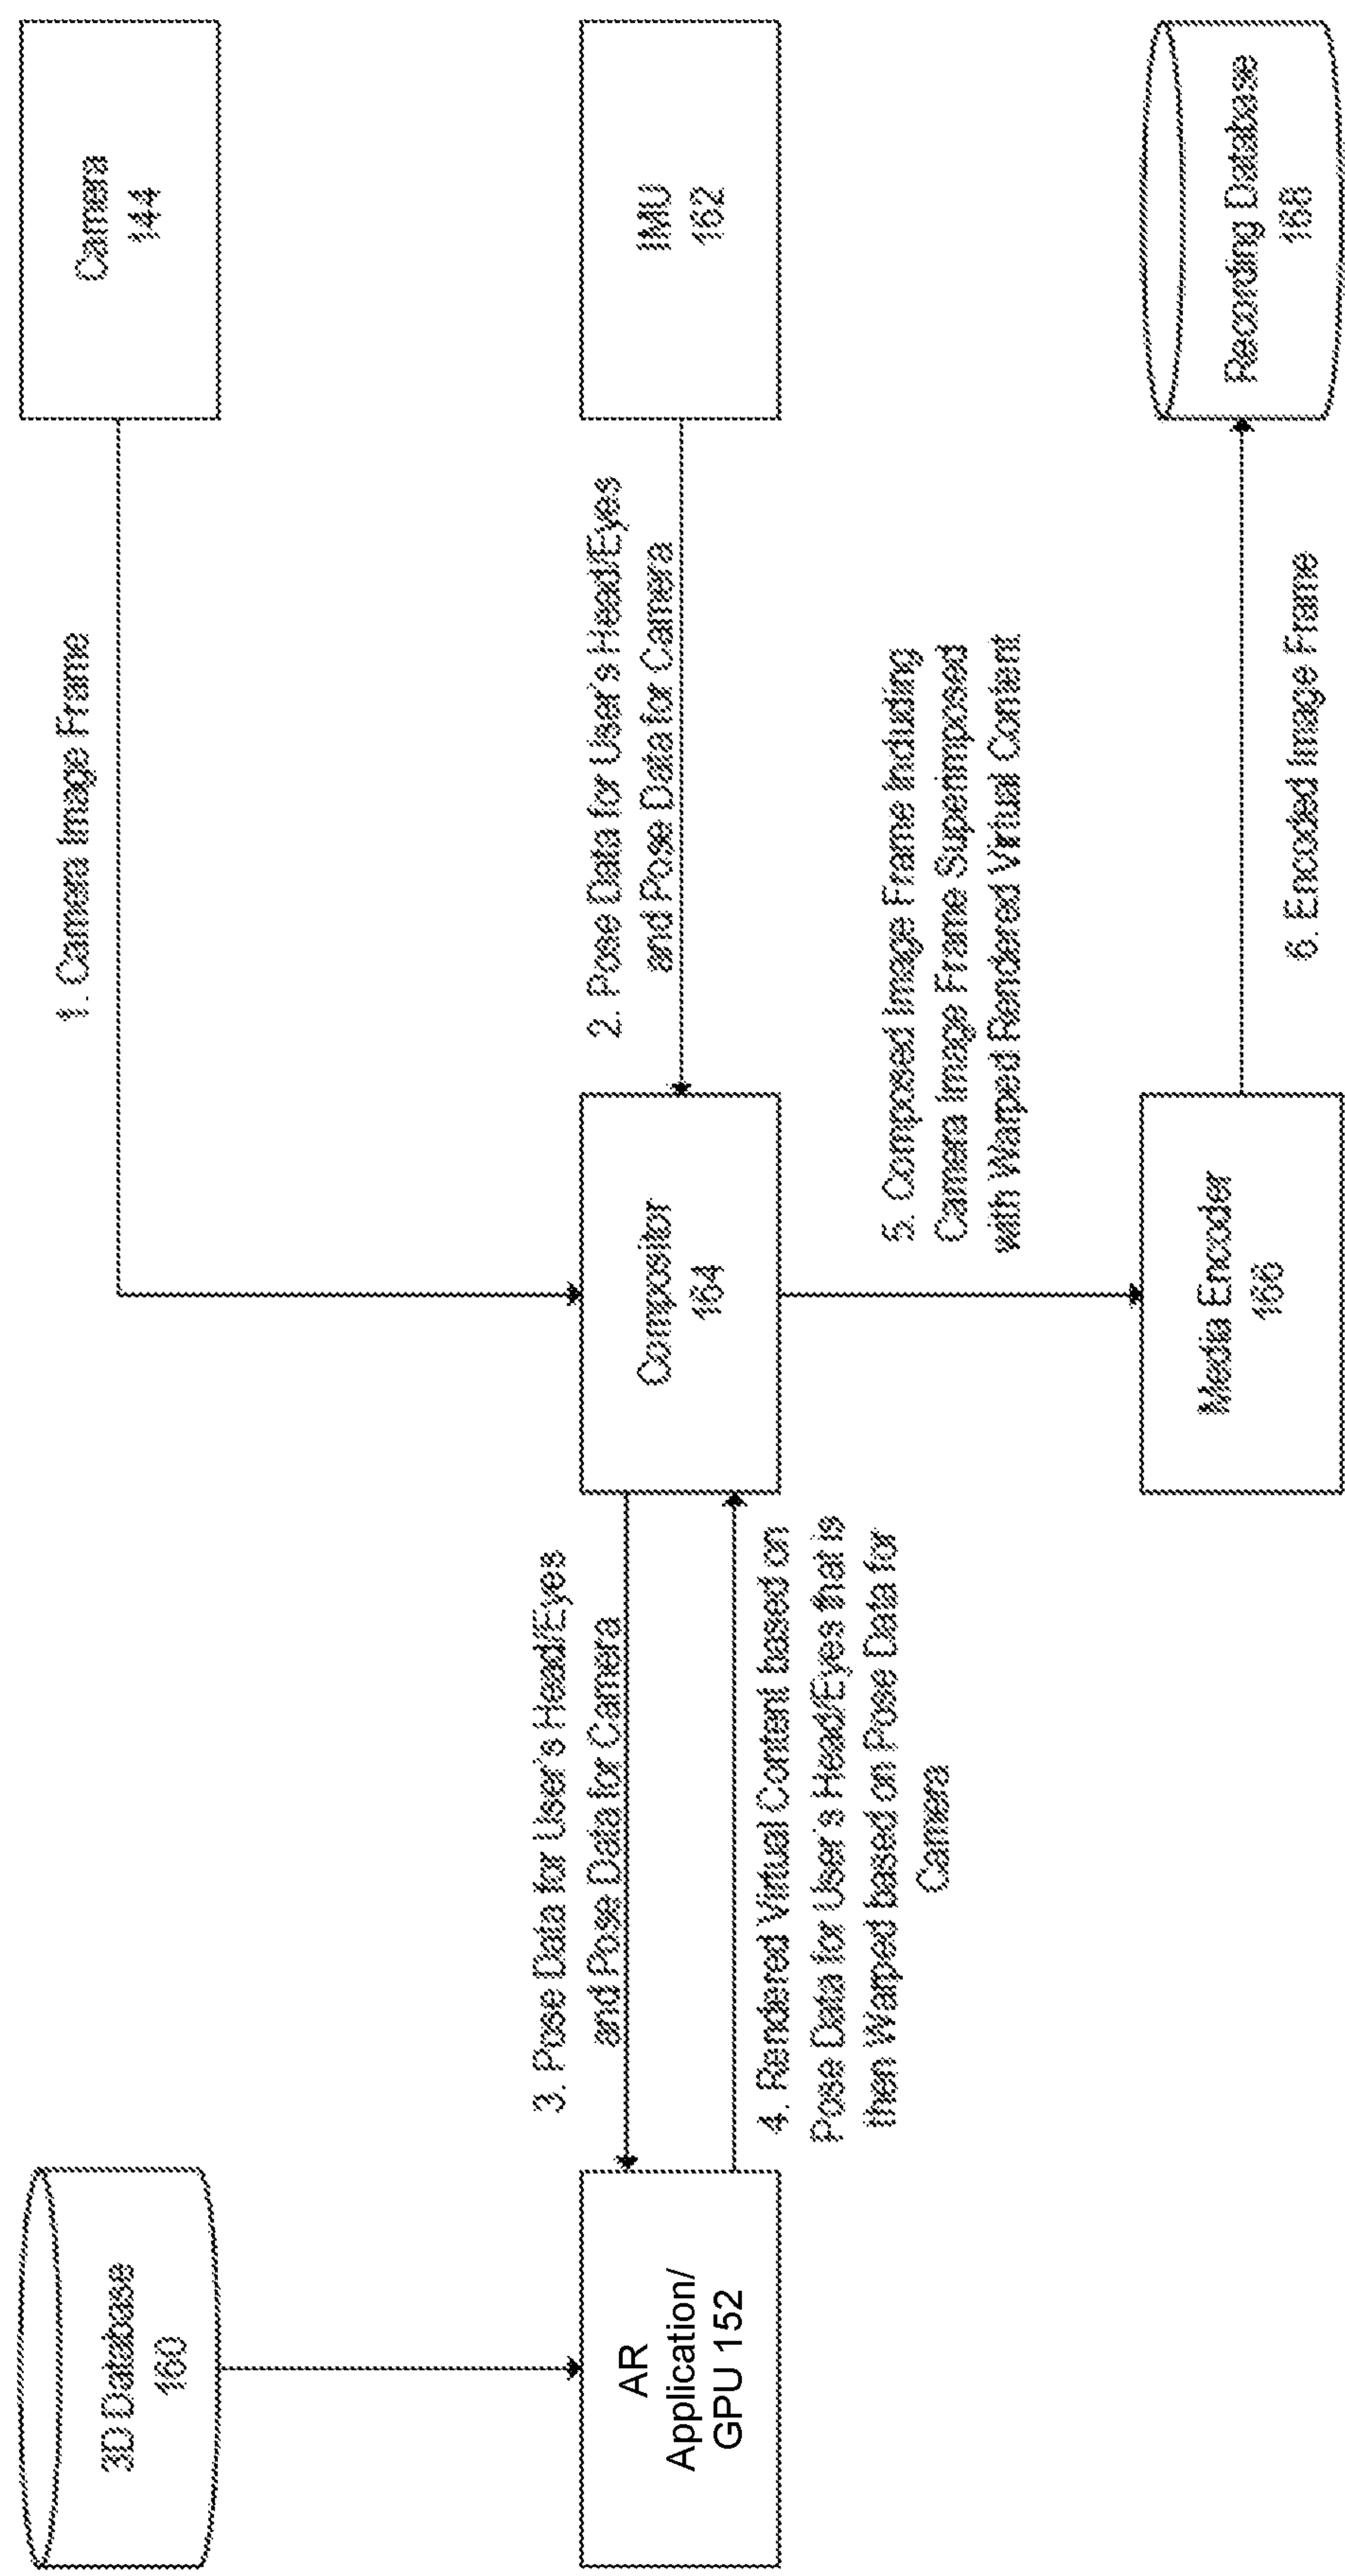 3D Database
160
1. Camera Image Frame
Camera
144
3. Pose Data for User's Head/Eyes
and Pose Data for Camera
2. Pose Data for User's Head/Eyes
and Pose Data for Camera
AR
Application/
GPU 152
Compositor
164
IMU
162
4. Rendered Virtual Content based on
Pose Data for User's Head/Eyes that is
then Warped based on Pose Data for
Camera
5. Composed Image Frame Including
Camera Image Frame Superimposed
with Warped Rendered Virtual Content
Media Encoder
166
6. Encoded Image Frame
Recording Database
168